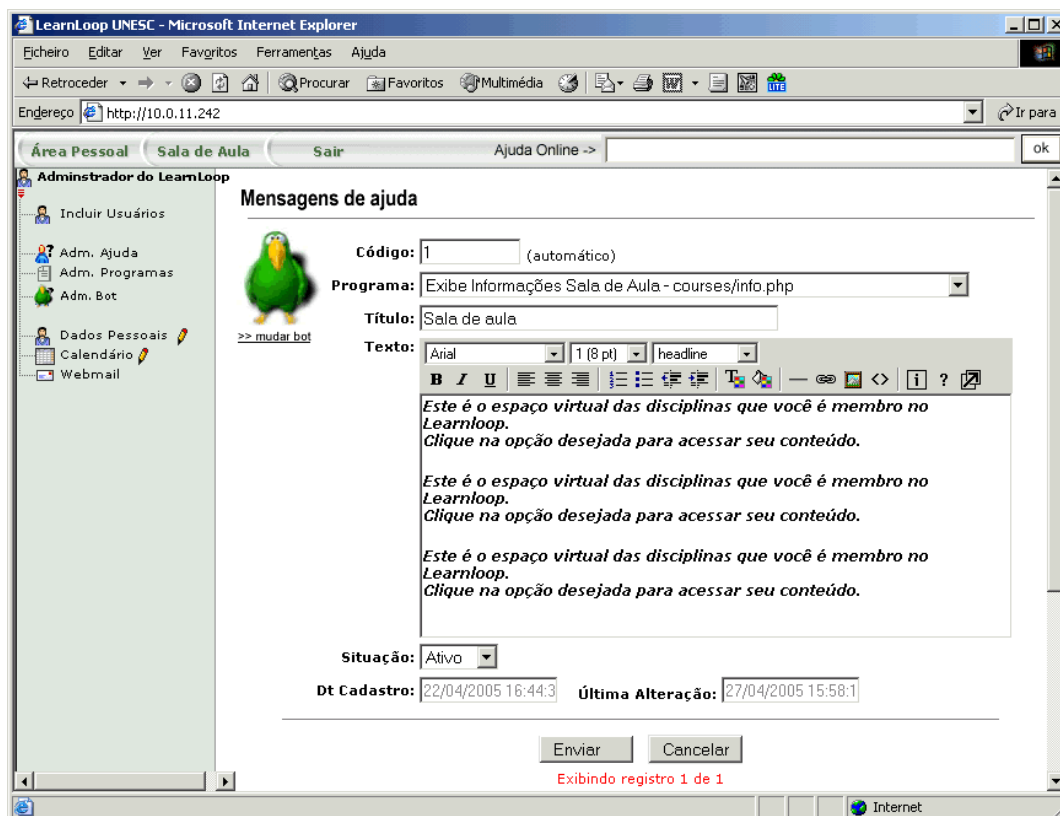 LearnLoop UNESC - Microsoft Internet Explorer
Ficheiro Editar Ver Favoritos Ferramentas Ajuda
Retroceder Procurar Favoritos Multimédia LITE
Endereço http://10.0.11.242 Ir para
Área Pessoal Sala de Aula Sair Ajuda Online -> ok
Adminstrador do LearnLoop
Incluir Usuários
Adm. Ajuda
Adm. Programas
Adm. Bot
Dados Pessoais
Calendário
Webmail
Mensagens de ajuda
>> mudar bot
Código: 1 (automático)
Programa: Exibe Informações Sala de Aula - courses/info.php
Título: Sala de aula
Texto: Arial 1 (8 pt) headline
B I U T i ?
Este é o espaço virtual das disciplinas que você é membro no
Learnloop.
Clique na opção desejada para acessar seu conteúdo.
Este é o espaço virtual das disciplinas que você é membro no
Learnloop.
Clique na opção desejada para acessar seu conteúdo.
Este é o espaço virtual das disciplinas que você é membro no
Learnloop.
Clique na opção desejada para acessar seu conteúdo.
Situação: Ativo
Dt Cadastro: 22/04/2005 16:44:3 Última Alteração: 27/04/2005 15:58:1
Enviar Cancelar
Exibindo registro 1 de 1
Internet